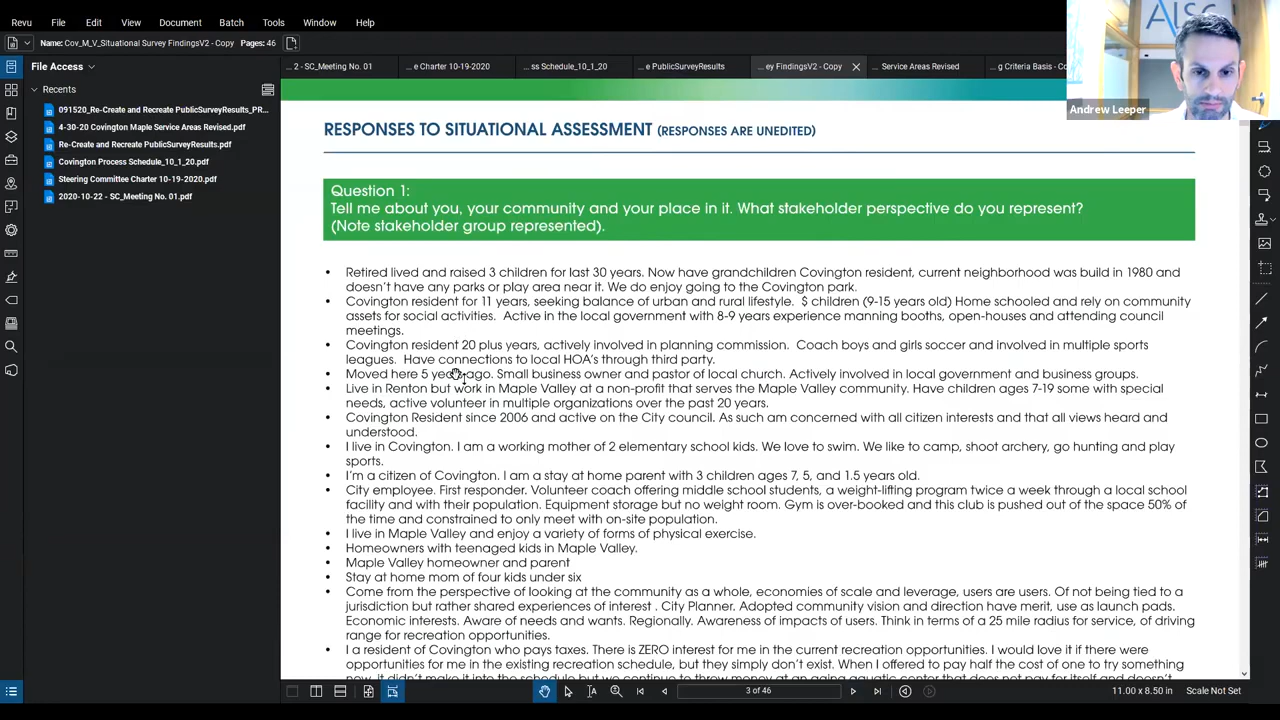 Revu File Edit View Document Batch Tools Window Help
Name: Cov_M_V_Situational Survey FindingsV2 - Copy Pages: 46
File Access
2 - SC_Meeting No. 01
e Charter 10-19-2020
ss Schedule_10_1_20
e PublicSurveyResults
ey FindingsV2 - Copy
Service Areas Revised
g Criteria Basis - Co
Andrew Leeper
Recents
091520_Re-Create and Recreate PublicSurveyResults_PR...
4-30-20 Covington Maple Service Areas Revised.pdf
Re-Create and Recreate PublicSurveyResults.pdf
Covington Process Schedule_10_1_20.pdf
Steering Committee Charter 10-19-2020.pdf
2020-10-22 - SC_Meeting No. 01.pdf
RESPONSES TO SITUATIONAL ASSESSMENT (RESPONSES ARE UNEDITED)
Question 1:
Tell me about you, your community and your place in it. What stakeholder perspective do you represent?
(Note stakeholder group represented).
• Retired lived and raised 3 children for last 30 years. Now have grandchildren Covington resident, current neighborhood was build in 1980 and
doesn't have any parks or play area near it. We do enjoy going to the Covington park.
• Covington resident for 11 years, seeking balance of urban and rural lifestyle. $ children (9-15 years old) Home schooled and rely on community
assets for social activities. Active in the local government with 8-9 years experience manning booths, open-houses and attending council
meetings.
• Covington resident 20 plus years, actively involved in planning commission. Coach boys and girls soccer and involved in multiple sports
leagues. Have connections to local HOA's through third party.
• Moved here 5 years ago. Small business owner and pastor of local church. Actively involved in local government and business groups.
• Live in Renton but work in Maple Valley at a non-profit that serves the Maple Valley community. Have children ages 7-19 some with special
needs, active volunteer in multiple organizations over the past 20 years.
• Covington Resident since 2006 and active on the City council. As such am concerned with all citizen interests and that all views heard and
understood.
• I live in Covington. I am a working mother of 2 elementary school kids. We love to swim. We like to camp, shoot archery, go hunting and play
sports.
• I'm a citizen of Covington. I am a stay at home parent with 3 children ages 7, 5, and 1.5 years old.
• City employee. First responder. Volunteer coach offering middle school students, a weight-lifting program twice a week through a local school
facility and with their population. Equipment storage but no weight room. Gym is over-booked and this club is pushed out of the space 50% of
the time and constrained to only meet with on-site population.
• I live in Maple Valley and enjoy a variety of forms of physical exercise.
• Homeowners with teenaged kids in Maple Valley.
• Maple Valley homeowner and parent
• Stay at home mom of four kids under six
• Come from the perspective of looking at the community as a whole, economies of scale and leverage, users are users. Of not being tied to a
jurisdiction but rather shared experiences of interest . City Planner. Adopted community vision and direction have merit, use as launch pads.
Economic interests. Aware of needs and wants. Regionally. Awareness of impacts of users. Think in terms of a 25 mile radius for service, of driving
range for recreation opportunities.
• I a resident of Covington who pays taxes. There is ZERO interest for me in the current recreation opportunities. I would love it if there were
opportunities for me in the existing recreation schedule, but they simply don't exist. When I offered to pay half the cost of one to try something
now, it didn't make it into the schedule but we continue to throw money at an aging aquatic center that does not pay for itself and doesn't
3 of 46
11.00 x 8.50 in
Scale Not Set